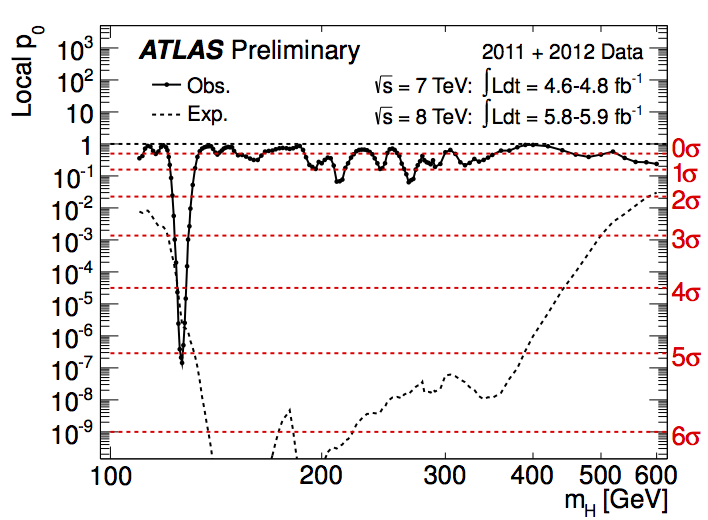 ATLAS Preliminary
2011 + 2012 Data
Obs.
√s = 7 TeV: ∫Ldt = 4.6-4.8 fb⁻¹
Exp.
√s = 8 TeV: ∫Ldt = 5.8-5.9 fb⁻¹
Local p₀
10³
10²
10
1
10⁻¹
10⁻²
10⁻³
10⁻⁴
10⁻⁵
10⁻⁶
10⁻⁷
10⁻⁸
10⁻⁹
0σ
1σ
2σ
3σ
4σ
5σ
6σ
100
200
300
400
500
600
m_H [GeV]